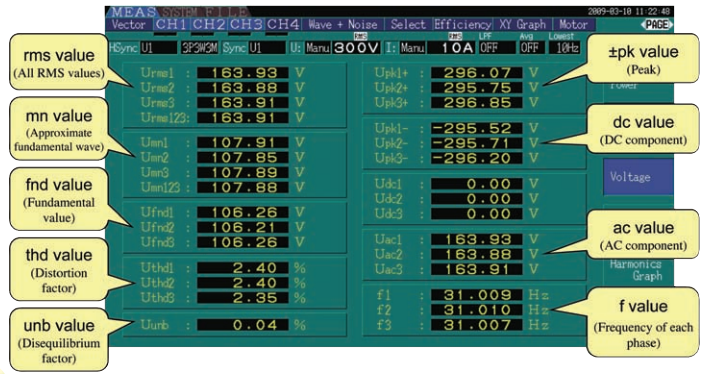 MEAS SYSTEM FILE 2009-03-10 11:22:48
Vector CH1 CH2 CH3 CH4 Wave + Noise Select Efficiency XY Graph Motor PAGE
RMS RMS LPF Avg Lowest
HSync U1 3P3W3M Sync U1 U: Manu 300V I: Manu 10A OFF OFF 10Hz
rms value
(All RMS values)
Urms1 : 163.93 V
Urms2 : 163.88 V
Urms3 : 163.91 V
Urms123: 163.91 V
mn value
(Approximate
fundamental wave)
Umn1 : 107.91 V
Umn2 : 107.85 V
Umn3 : 107.89 V
Umn123 : 107.88 V
fnd value
(Fundamental
value)
Ufnd1 : 106.26 V
Ufnd2 : 106.21 V
Ufnd3 : 106.26 V
thd value
(Distortion
factor)
Uthd1 : 2.40 %
Uthd2 : 2.40 %
Uthd3 : 2.35 %
unb value
(Disequilibrium
factor)
Uunb : 0.04 %
±pk value
(Peak)
Upk1+ : 296.07 V
Upk2+ : 295.75 V
Upk3+ : 296.85 V
Power
Upk1- : -295.52 V
Upk2- : -295.71 V
Upk3- : -296.20 V
dc value
(DC component)
Udc1 : 0.00 V
Udc2 : 0.00 V
Udc3 : 0.00 V
Voltage
ac value
(AC component)
Uac1 : 163.93 V
Uac2 : 163.88 V
Uac3 : 163.91 V
Harmonics
Graph
f value
(Frequency of each
phase)
f1 : 31.009 Hz
f2 : 31.010 Hz
f3 : 31.007 Hz